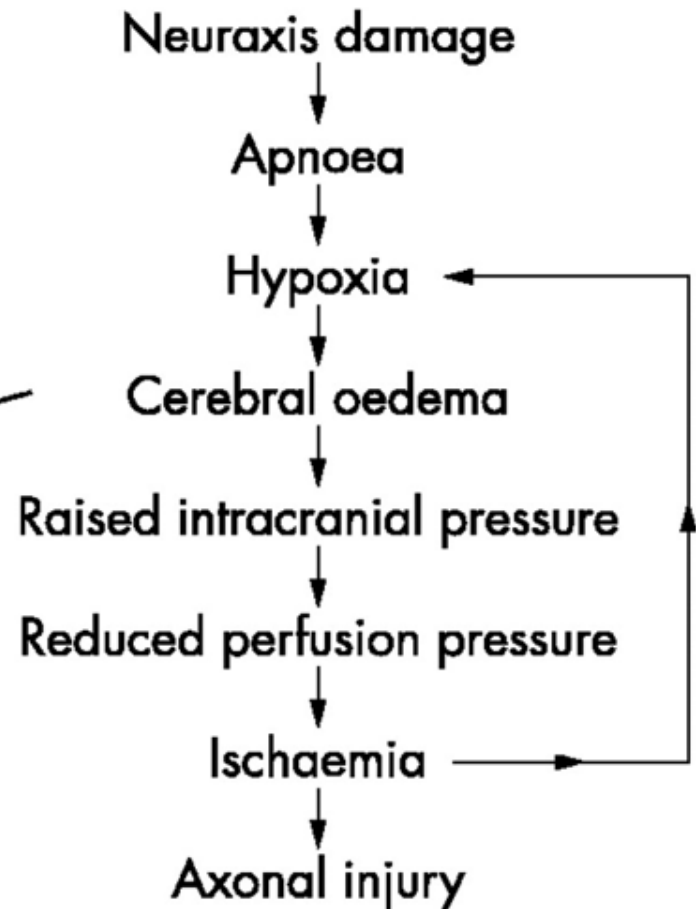 Neuraxis damage
Apnoea
Hypoxia
Cerebral oedema
Raised intracranial pressure
Reduced perfusion pressure
Ischaemia
Axonal injury